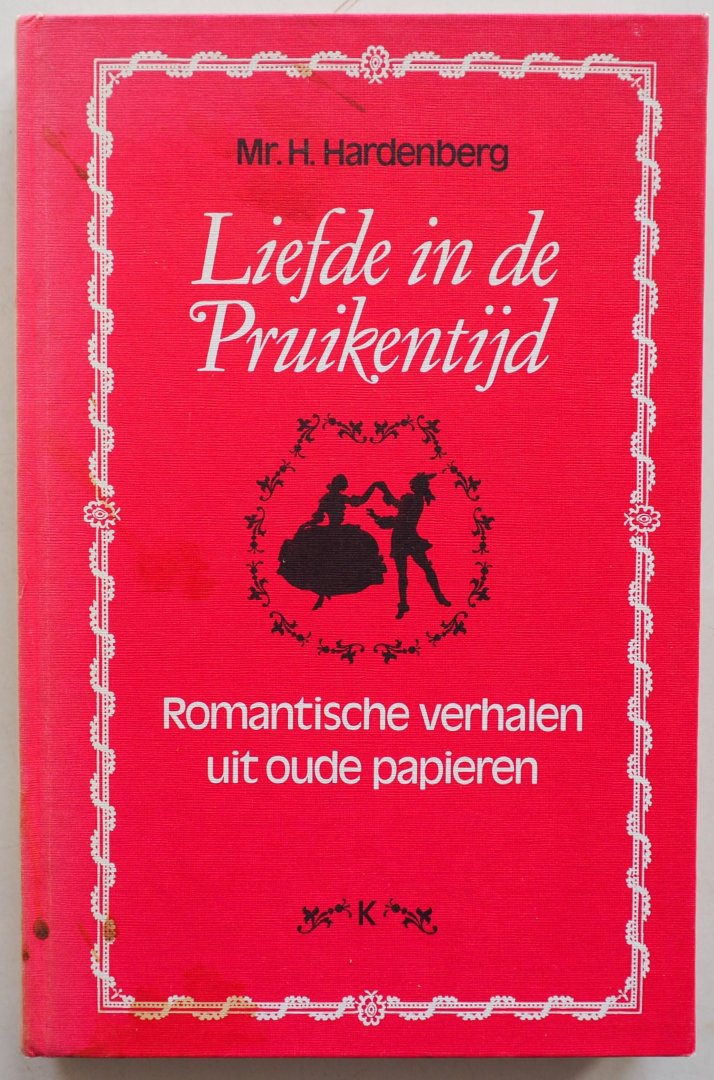 Mr. H. Hardenberg
Liefde in de
Pruikentijd
Romantische verhalen
uit oude papieren
K